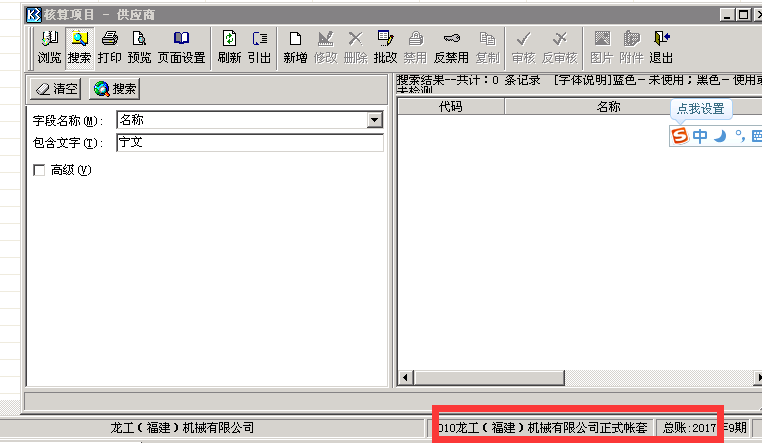 核算项目 - 供应商
浏览 搜索 打印 预览 页面设置 刷新 引出 新增 修改 删除 批改 禁用 反禁用 复制 审核 反审核 图片 附件 退出
清空 搜索
搜索结果--共计：0 条记录 [字体说明]蓝色－未使用；黑色－使用或
未检测
代码 名称
点我设置
中
字段名称(M)： 名称
包含文字(T)： 宁文
高级(V)
龙工（福建）机械有限公司 010龙工（福建）机械有限公司正式帐套 总账:2017年9期